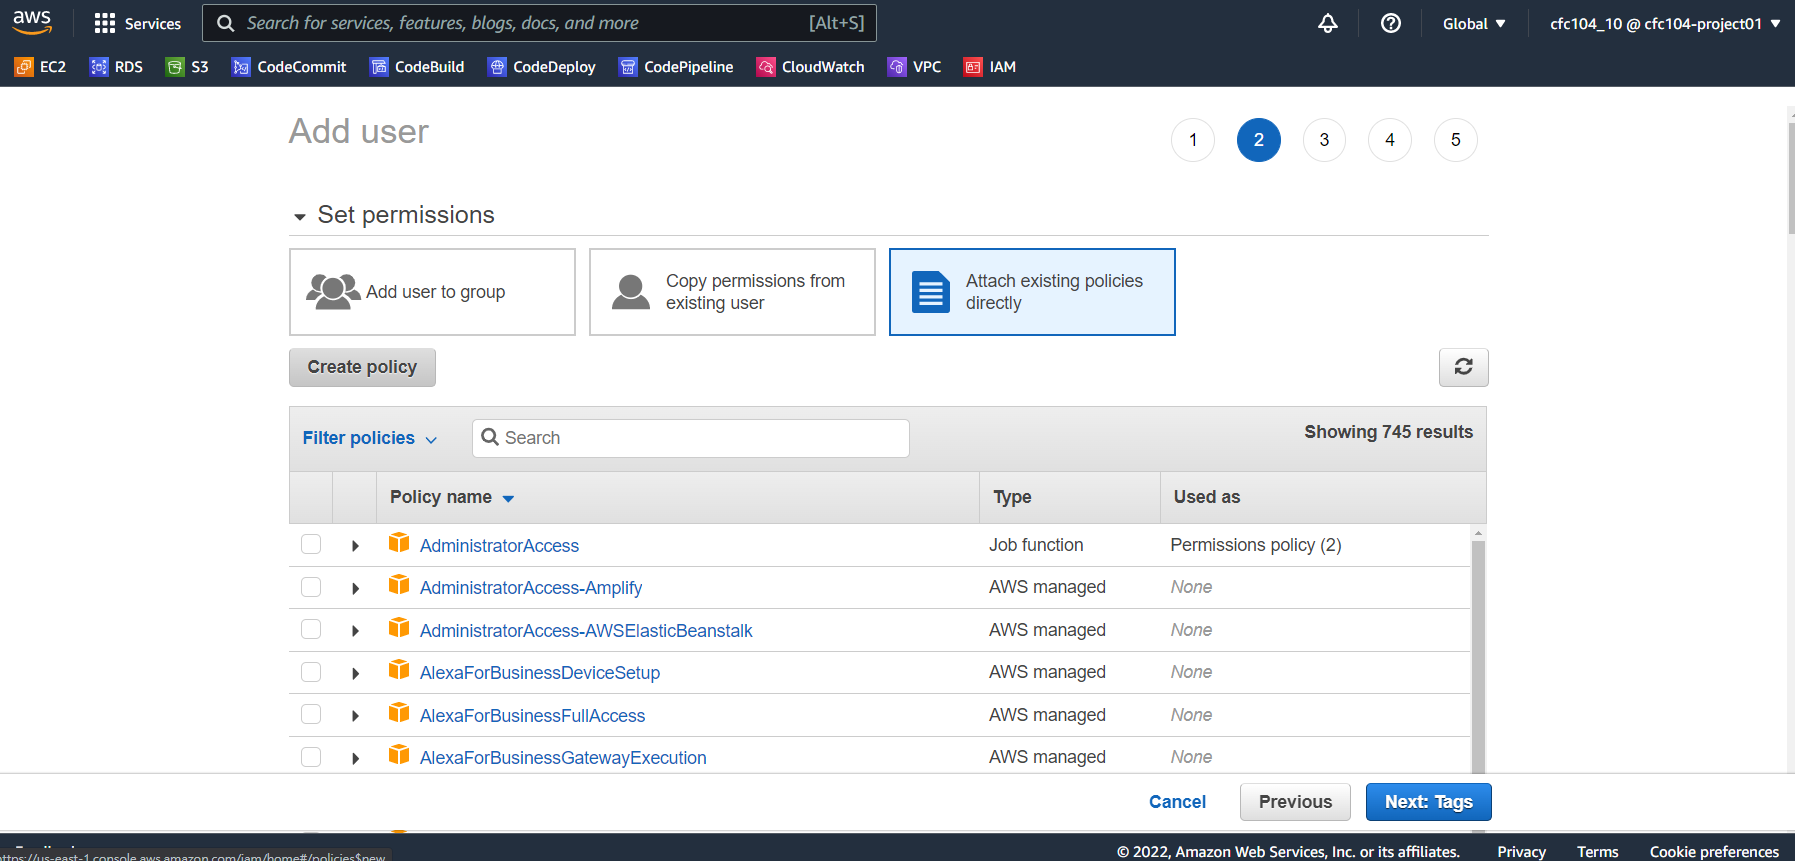 aws
Services
Search for services, features, blogs, docs, and more [Alt+S]
Global
cfc104_10 @ cfc104-project01
EC2 RDS S3 CodeCommit CodeBuild CodeDeploy CodePipeline CloudWatch VPC IAM
Add user
1 2 3 4 5
Set permissions
Add user to group
Copy permissions from
existing user
Attach existing policies
directly
Create policy
Filter policies
Search
Showing 745 results
Policy name Type Used as
AdministratorAccess Job function Permissions policy (2)
AdministratorAccess-Amplify AWS managed None
AdministratorAccess-AWSElasticBeanstalk AWS managed None
AlexaForBusinessDeviceSetup AWS managed None
AlexaForBusinessFullAccess AWS managed None
AlexaForBusinessGatewayExecution AWS managed None
Cancel Previous Next: Tags
https://us-east-1.console.aws.amazon.com/iam/home#/policies$new
© 2022, Amazon Web Services, Inc. or its affiliates. Privacy Terms Cookie preferences